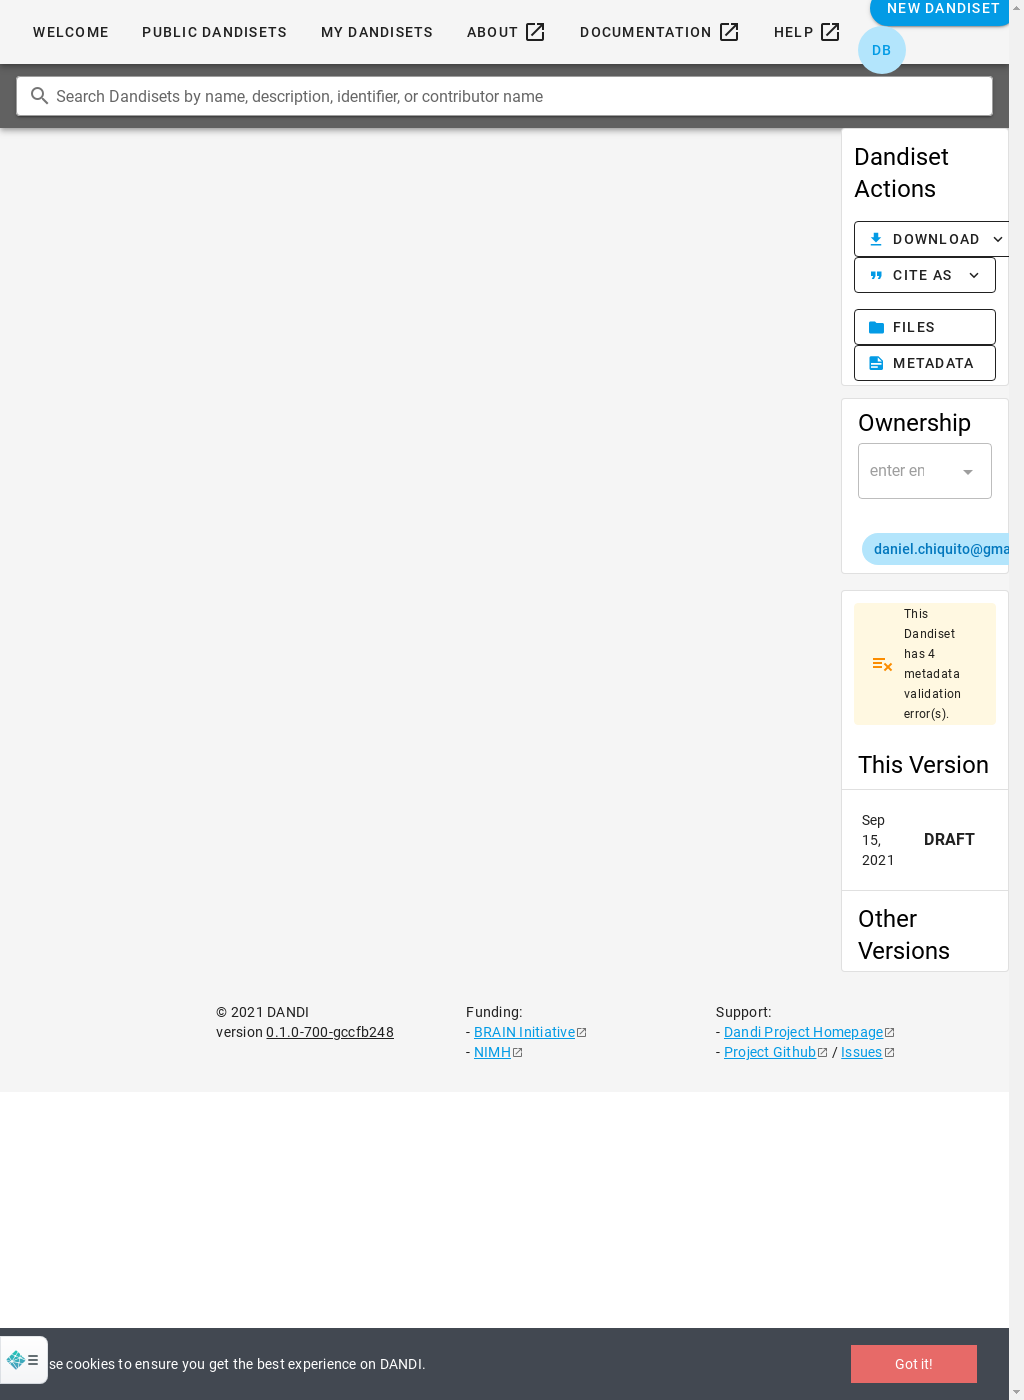 WELCOME PUBLIC DANDISETS MY DANDISETS ABOUT DOCUMENTATION HELP NEW DANDISET
DB
Search Dandisets by name, description, identifier, or contributor name
Dandiset
Actions
DOWNLOAD
CITE AS
FILES
METADATA
Ownership
enter en
daniel.chiquito@gma
This
Dandiset
has 4
metadata
validation
error(s).
This Version
Sep
15,
2021
DRAFT
Other
Versions
© 2021 DANDI
version 0.1.0-700-gccfb248
Funding:
- BRAIN Initiative
- NIMH
Support:
- Dandi Project Homepage
- Project Github / Issues
se cookies to ensure you get the best experience on DANDI.
Got it!